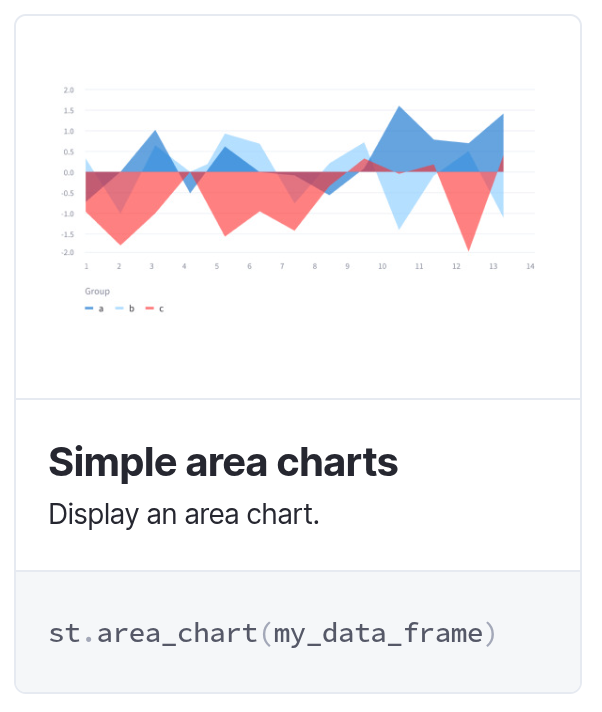 2.0
1.5
1.0
0.5
0.0
-0.5
-1.0
-1.5
-2.0
1 2 3 4 5 6 7 8 9 10 11 12 13 14
Group
a b c
Simple area charts
Display an area chart.
st.area_chart(my_data_frame)